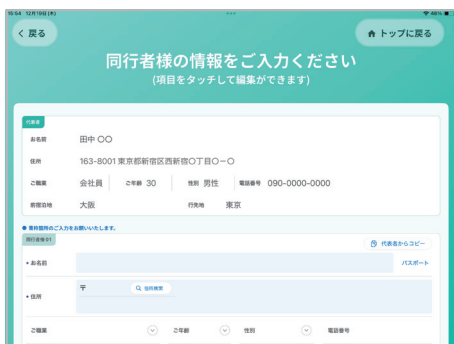 10:54 12月19日(木) 46%
戻る
トップに戻る
同行者様の情報をご入力ください
(項目をタッチして編集ができます)
代表者
お名前 田中 〇〇
住所 163-8001 東京都新宿区西新宿〇丁目〇ー〇
ご職業 会社員 ご年齢 30 性別 男性 電話番号 090-0000-0000
前宿泊地 大阪 行先地 東京
● 青枠箇所のご入力をお願いいたします。
同行者様01
代表者からコピー
• お名前 パスポート
• 住所 〒 住所検索
ご職業 ご年齢 性別 電話番号